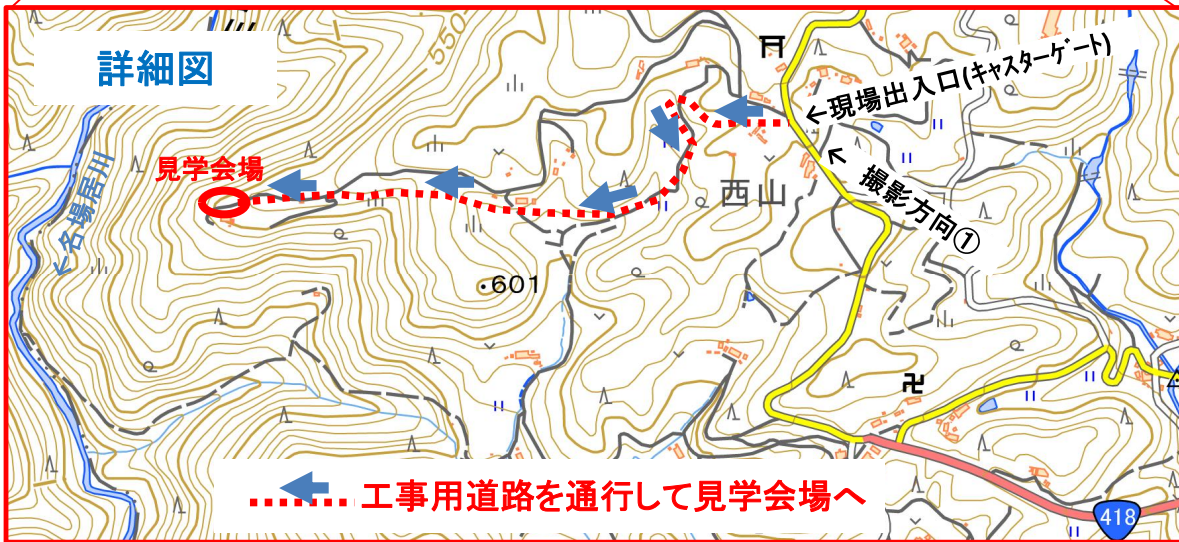 詳細図
550
←現場出入口(キャスターゲート)
見学会場
西山
←撮影方向①
←名場居川
601
工事用道路を通行して見学会場へ
418